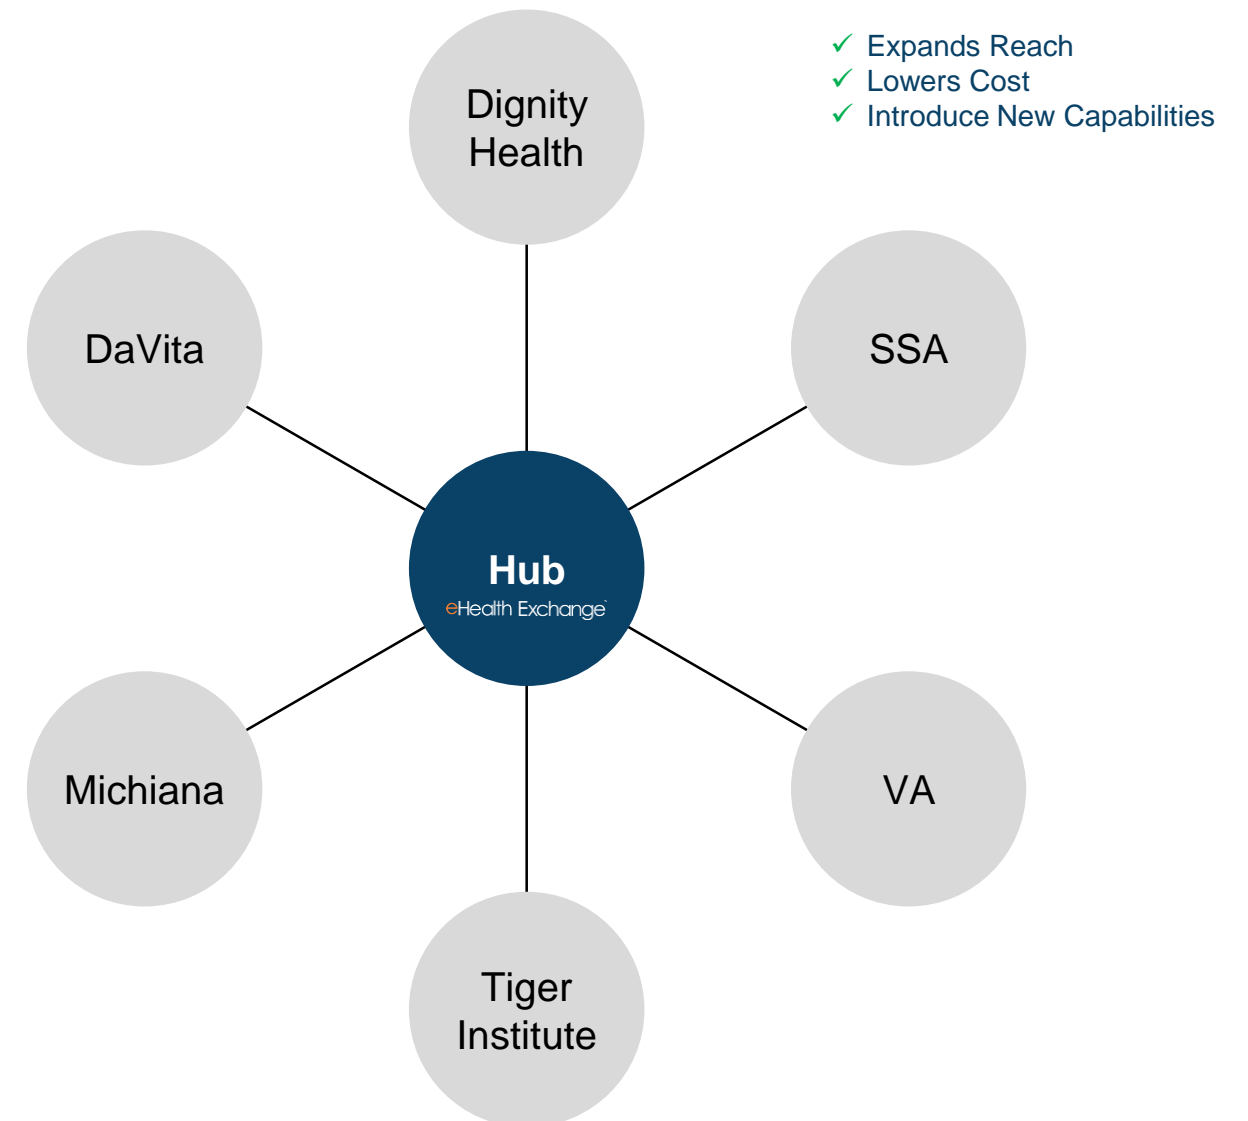 ✓ Expands Reach
✓ Lowers Cost
✓ Introduce New Capabilities
Dignity
Health
DaVita
SSA
Hub
eHealth Exchange`
Michiana
VA
Tiger
Institute